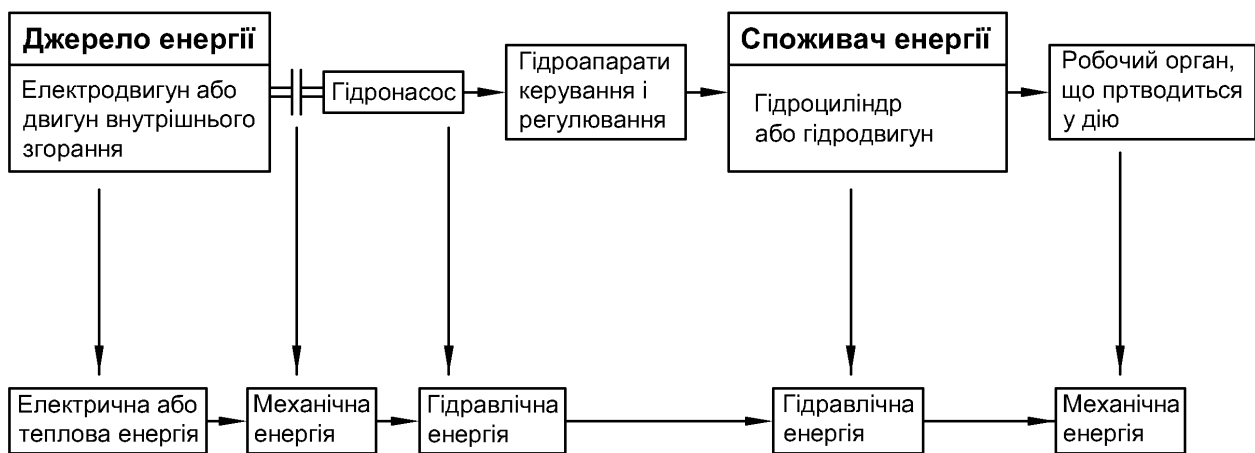 Джерело енергії
Електродвигун або
двигун внутрішнього
згорання
Гідронасос
Гідроапарати
керування і
регулювання
Споживач енергії
Гідроциліндр
або гідродвигун
Робочий орган,
що пртводиться
у дію
Електрична або
теплова енергія
Механічна
енергія
Гідравлічна
енергія
Гідравлічна
енергія
Механічна
енергія